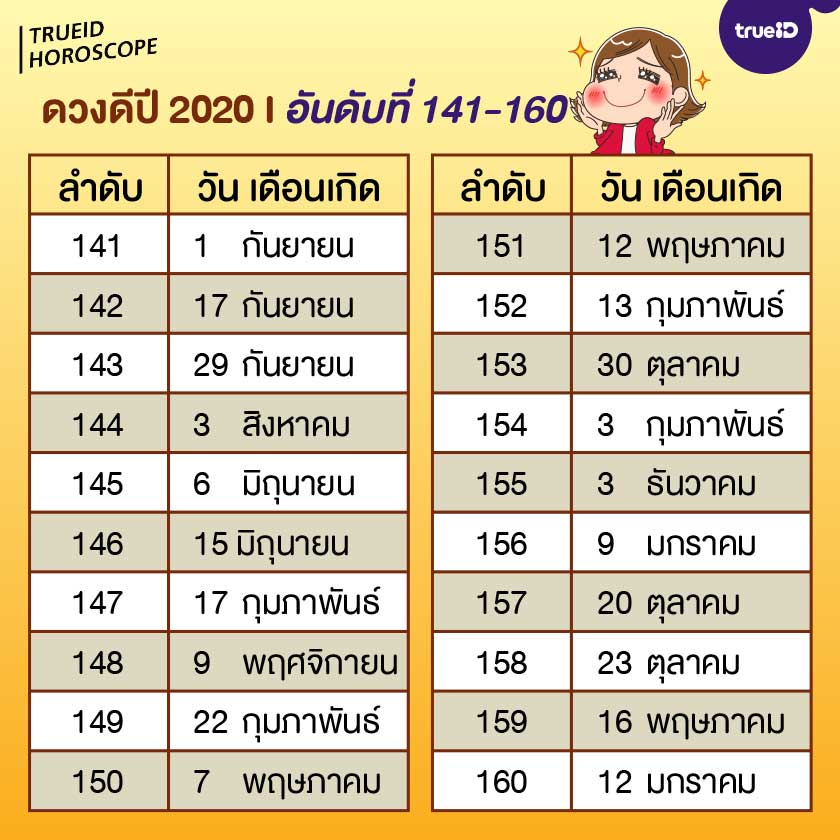 TRUEID
HOROSCOPE
trueiD
ดวงดีปี 2020 I อันดับที่ 141-160
ลำดับ วัน เดือนเกิด
141 1 กันยายน
142 17 กันยายน
143 29 กันยายน
144 3 สิงหาคม
145 6 มิถุนายน
146 15 มิถุนายน
147 17 กุมภาพันธ์
148 9 พฤศจิกายน
149 22 กุมภาพันธ์
150 7 พฤษภาคม
ลำดับ วัน เดือนเกิด
151 12 พฤษภาคม
152 13 กุมภาพันธ์
153 30 ตุลาคม
154 3 กุมภาพันธ์
155 3 ธันวาคม
156 9 มกราคม
157 20 ตุลาคม
158 23 ตุลาคม
159 16 พฤษภาคม
160 12 มกราคม